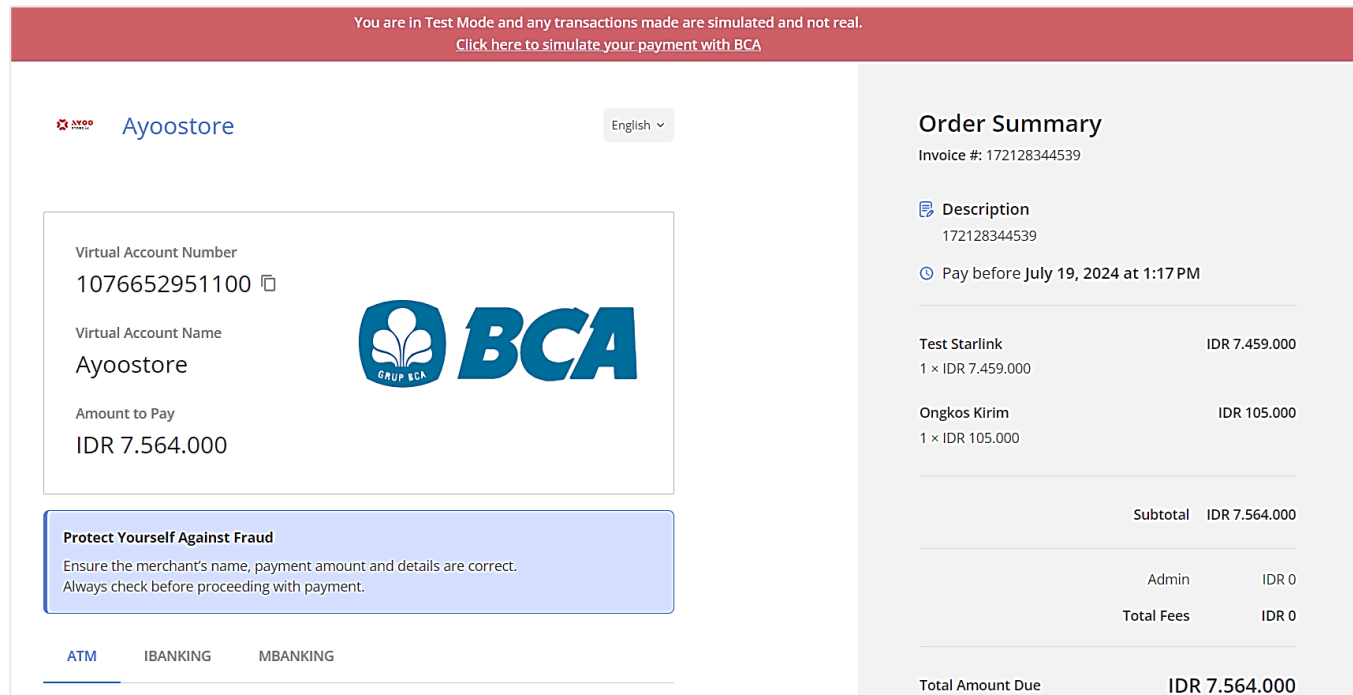 You are in Test Mode and any transactions made are simulated and not real.
Click here to simulate your payment with BCA
AYOO
Ayoostore
English
Virtual Account Number
1076652951100
Virtual Account Name
Ayoostore
Amount to Pay
IDR 7.564.000
GRUP BCA
BCA
Protect Yourself Against Fraud
Ensure the merchant's name, payment amount and details are correct.
Always check before proceeding with payment.
ATM IBANKING MBANKING
Order Summary
Invoice #: 172128344539
Description
172128344539
Pay before July 19, 2024 at 1:17 PM
Test Starlink IDR 7.459.000
1 × IDR 7.459.000
Ongkos Kirim IDR 105.000
1 × IDR 105.000
Subtotal IDR 7.564.000
Admin IDR 0
Total Fees IDR 0
Total Amount Due IDR 7.564.000